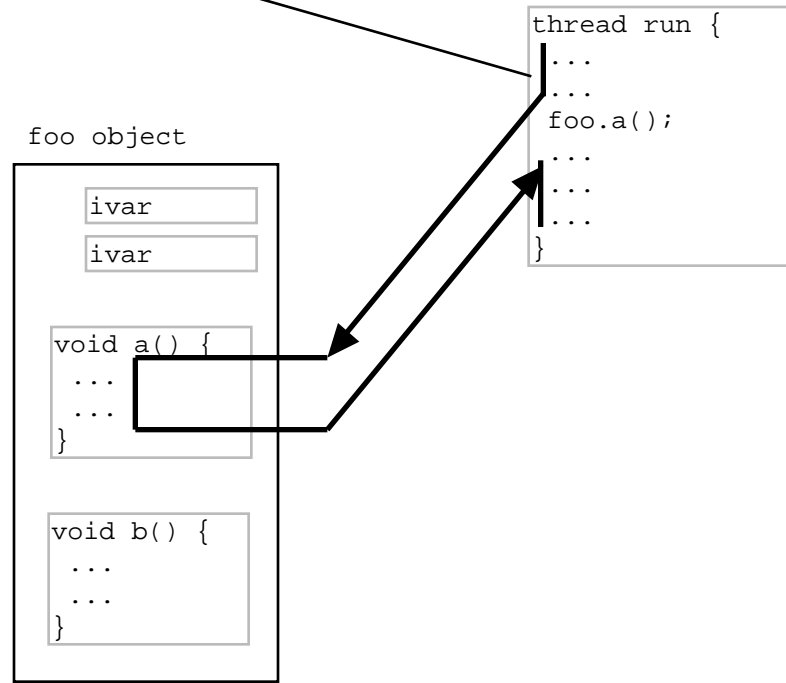 thread run {
...
...
foo.a();
...
...
...
}
foo object
ivar
ivar
void a() {
...
...
}
void b() {
...
...
}